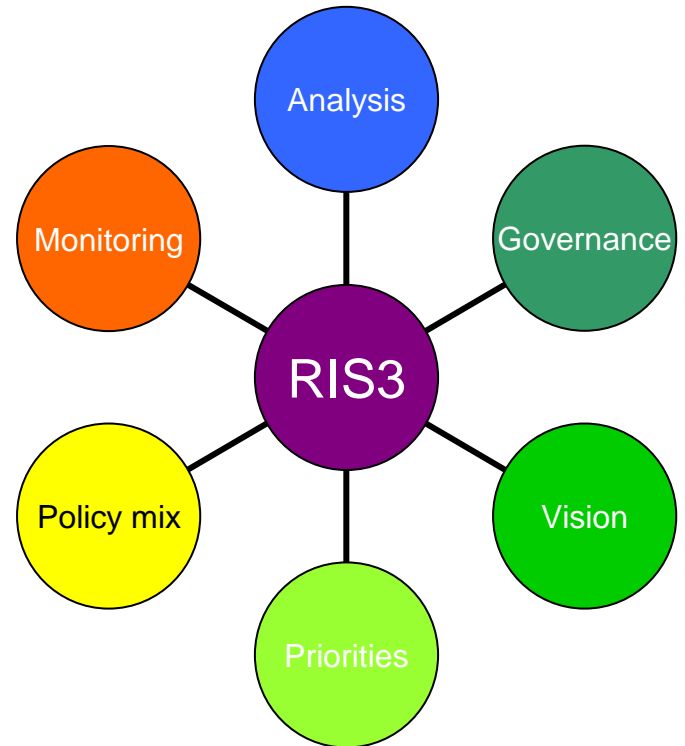 Analysis
Monitoring
Governance
RIS3
Policy mix
Vision
Priorities